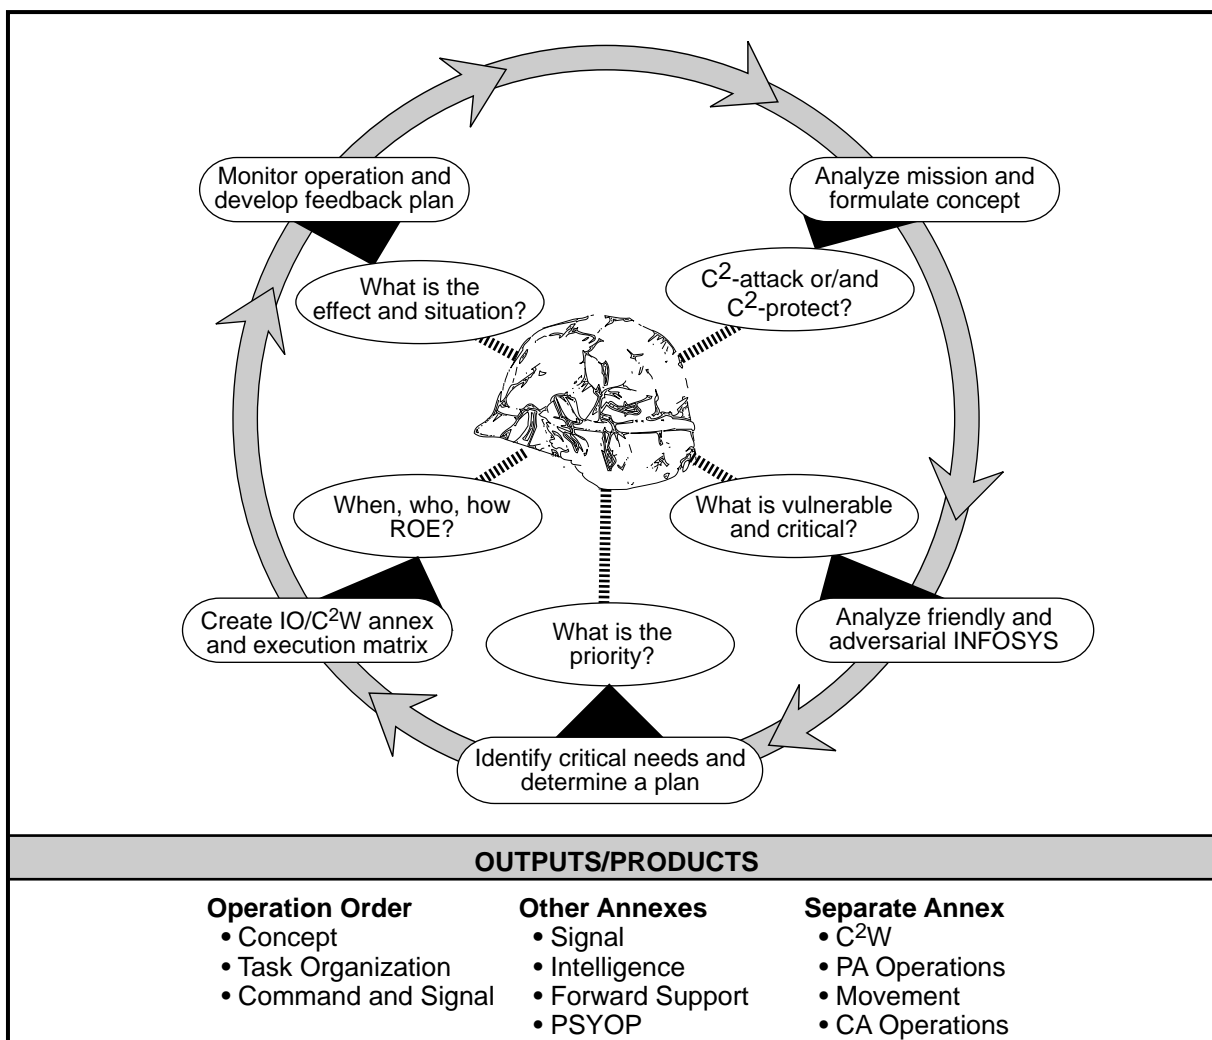 Monitor operation and
develop feedback plan
Analyze mission and
formulate concept
What is the
effect and situation?
C²-attack or/and
C²-protect?
When, who, how
ROE?
What is vulnerable
and critical?
Create IO/C²W annex
and execution matrix
What is the
priority?
Analyze friendly and
adversarial INFOSYS
Identify critical needs and
determine a plan
OUTPUTS/PRODUCTS
Operation Order
• Concept
• Task Organization
• Command and Signal
Other Annexes
• Signal
• Intelligence
• Forward Support
• PSYOP
Separate Annex
• C²W
• PA Operations
• Movement
• CA Operations